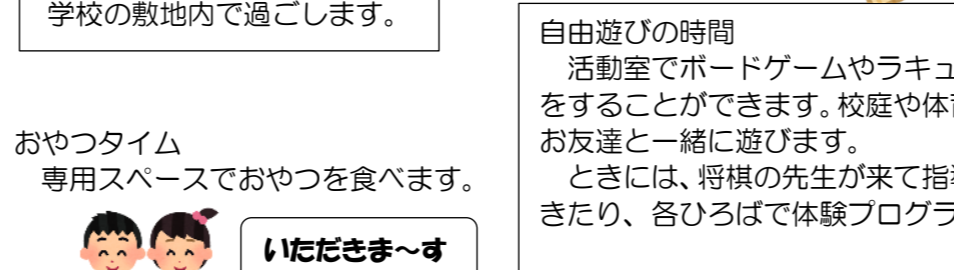 学校の敷地内で過ごします。
おやつタイム
専用スペースでおやつを食べます。
いただきま～す
自由遊びの時間
活動室でボードゲームやラキュ
をすることができます。校庭や体
お友達と一緒に遊びます。
ときには、将棋の先生が来て指
きたり、各ひろばで体験プログラ